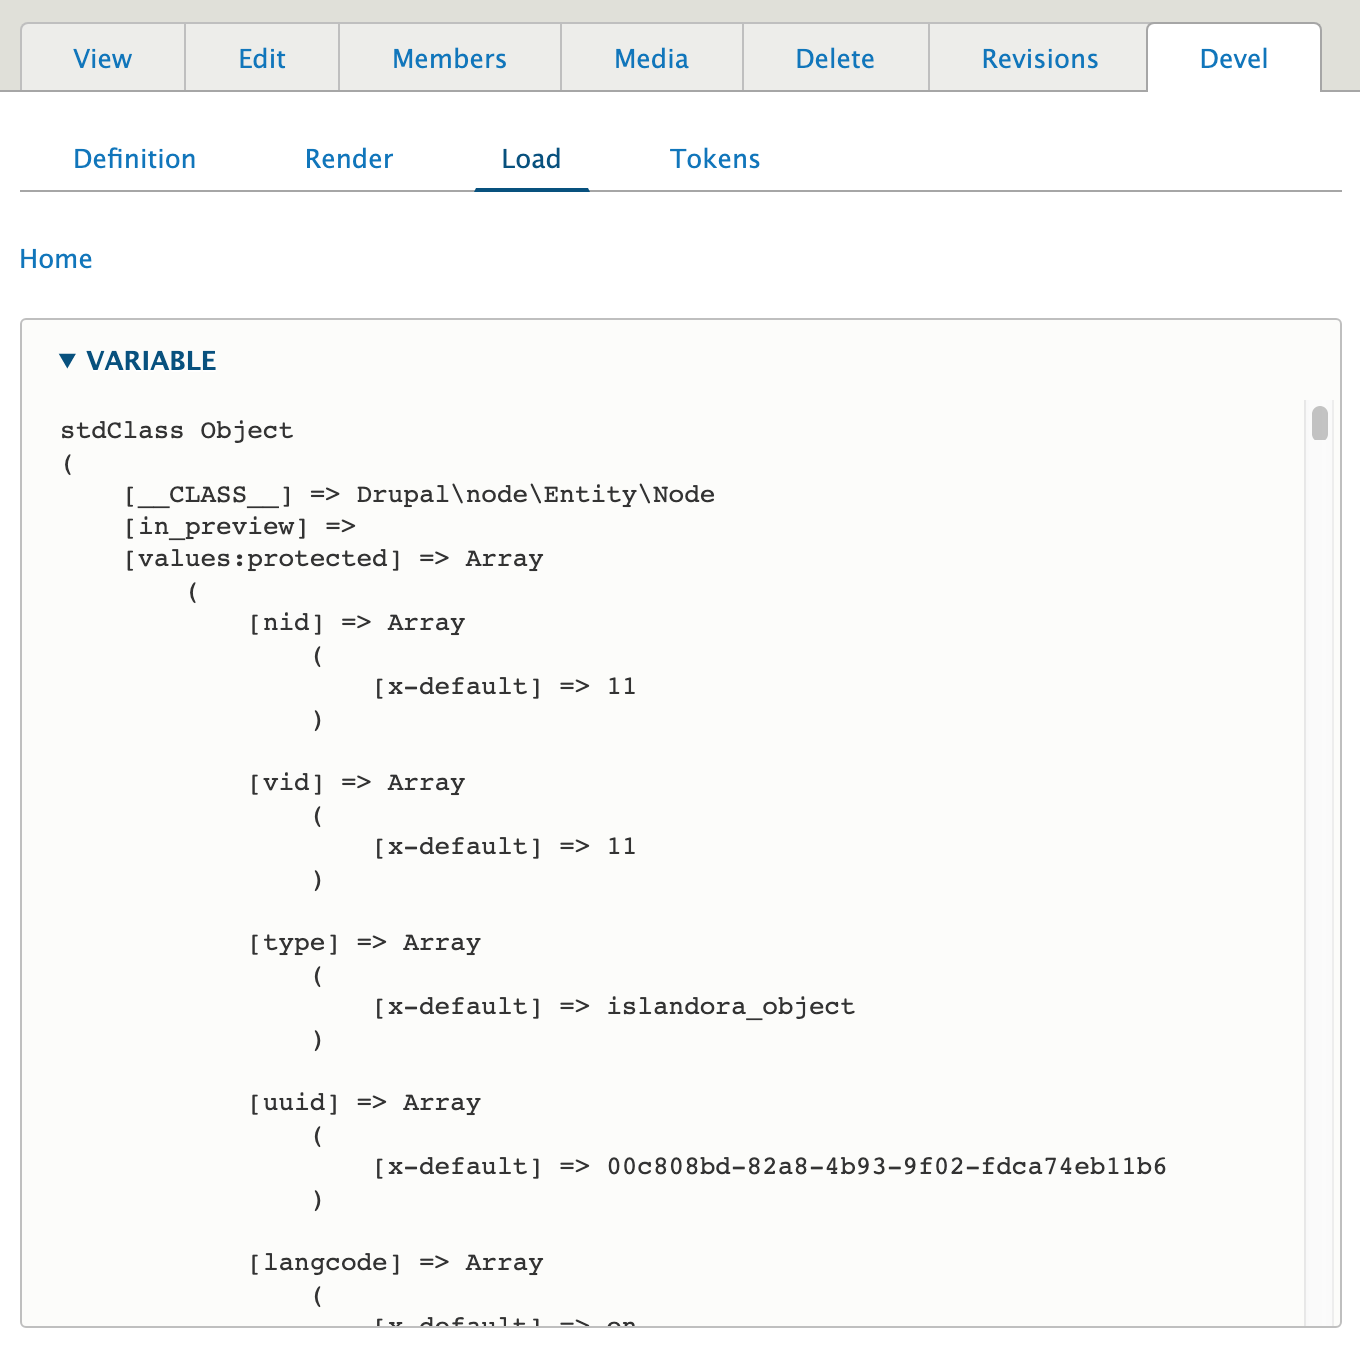 View Edit Members Media Delete Revisions Devel
Definition Render Load Tokens
Home
▼ VARIABLE
stdClass Object
(
    [__CLASS__] => Drupal\node\Entity\Node
    [in_preview] =>
    [values:protected] => Array
        (
            [nid] => Array
                (
                    [x-default] => 11
                )

            [vid] => Array
                (
                    [x-default] => 11
                )

            [type] => Array
                (
                    [x-default] => islandora_object
                )

            [uuid] => Array
                (
                    [x-default] => 00c808bd-82a8-4b93-9f02-fdca74eb11b6
                )

            [langcode] => Array
                (
                    [x-default] => en